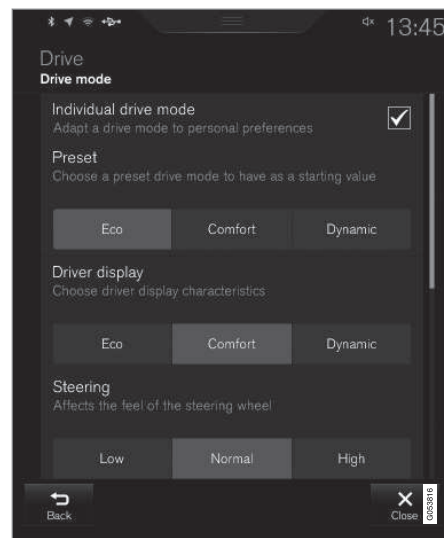 13:45
Drive
Drive mode
Individual drive mode
Adapt a drive mode to personal preferences
Preset
Choose a preset drive mode to have as a starting value
Eco Comfort Dynamic
Driver display
Choose driver display characteristics
Eco Comfort Dynamic
Steering
Affects the feel of the steering wheel
Low Normal High
Back Close
G053816